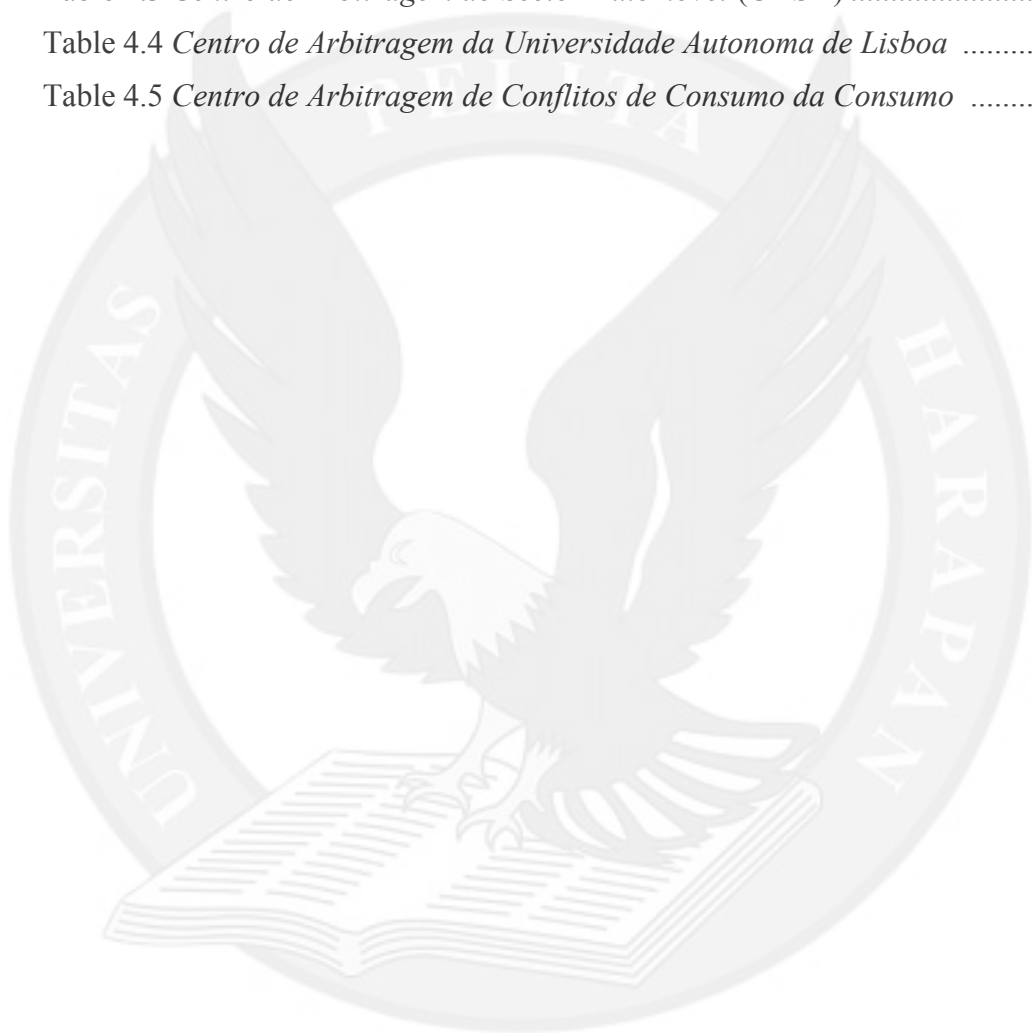 Table 4.4 Centro de Arbitragem da Universidade Autonoma de Lisboa .........
Table 4.5 Centro de Arbitragem de Conflitos de Consumo da Consumo ........
UNIVERSITAS PELITA HARAPAN